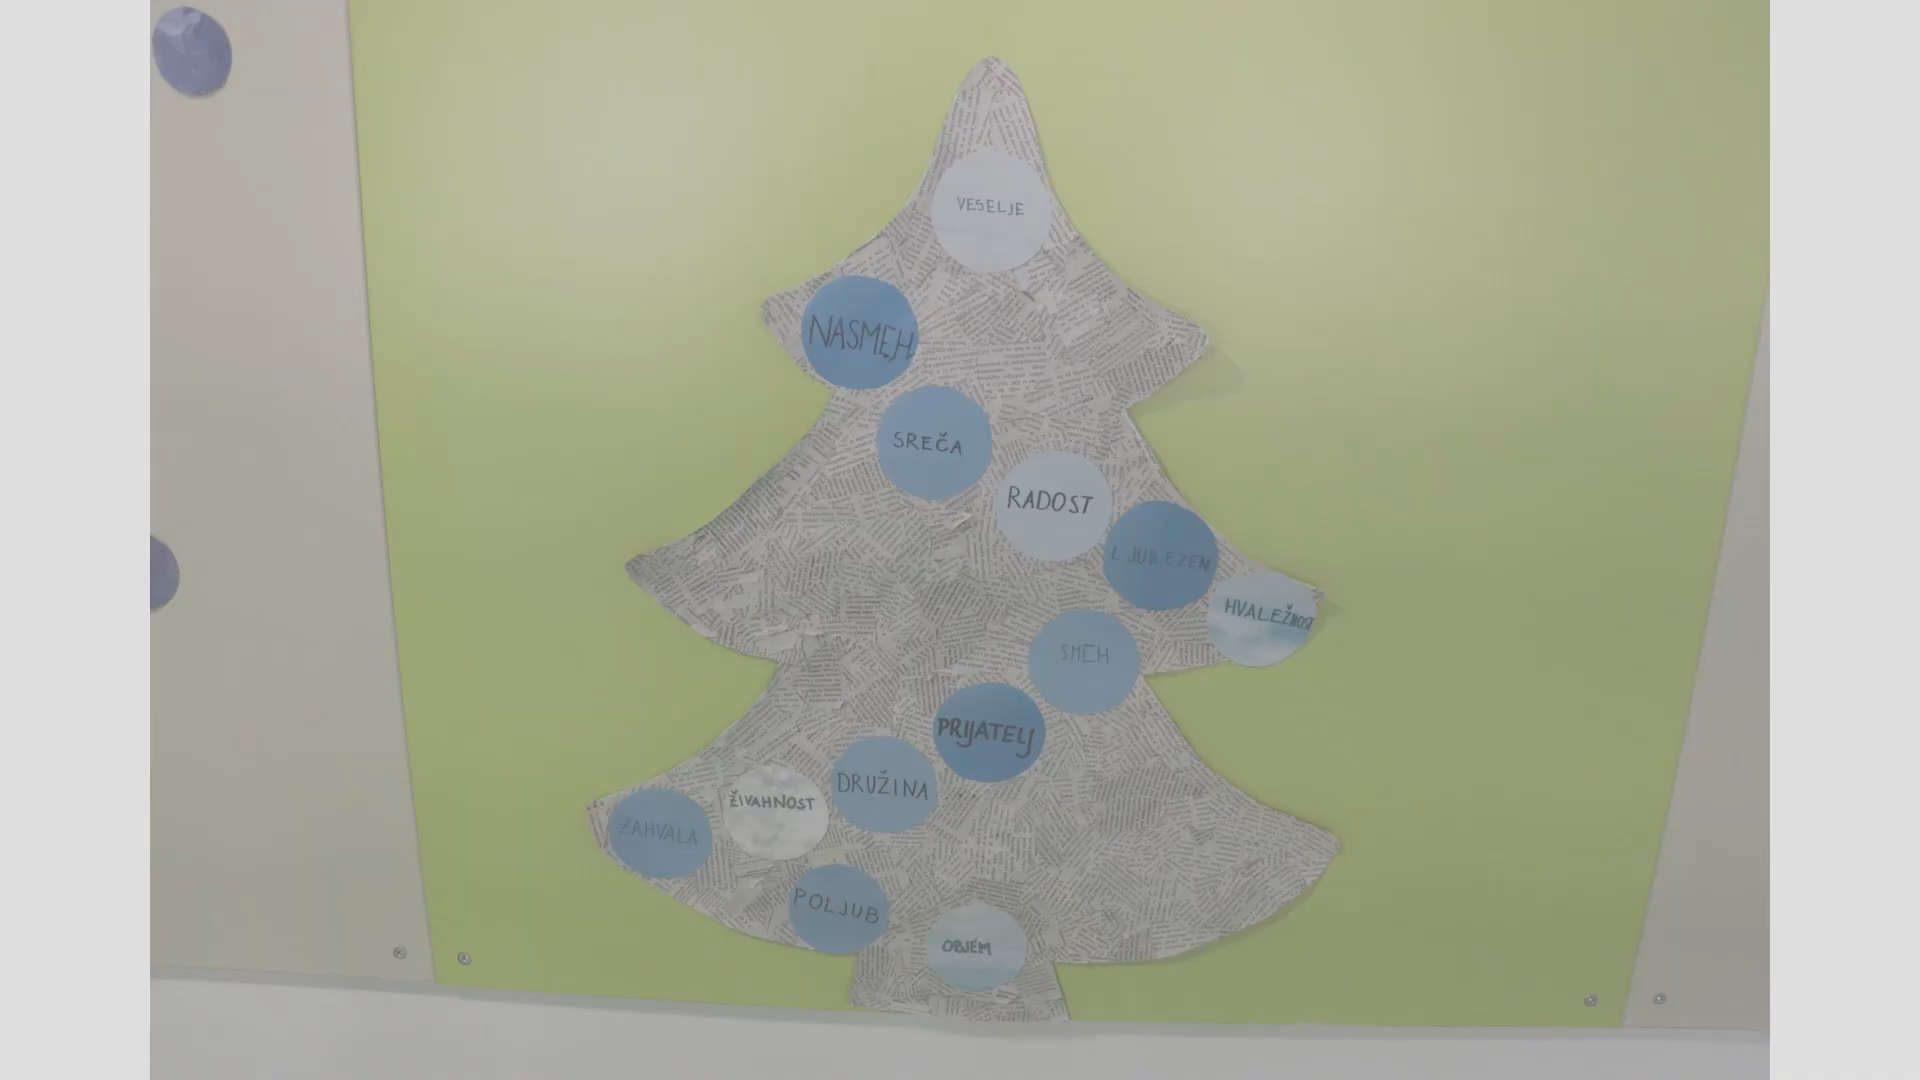 VESELJE
NASMEH
SREČA
RADOST
LJUBEZEN
HVALEŽNOST
SMEH
PRIJATELJ
DRUŽINA
ŽIVAHNOST
ZAHVALA
POLJUB
OBJEM